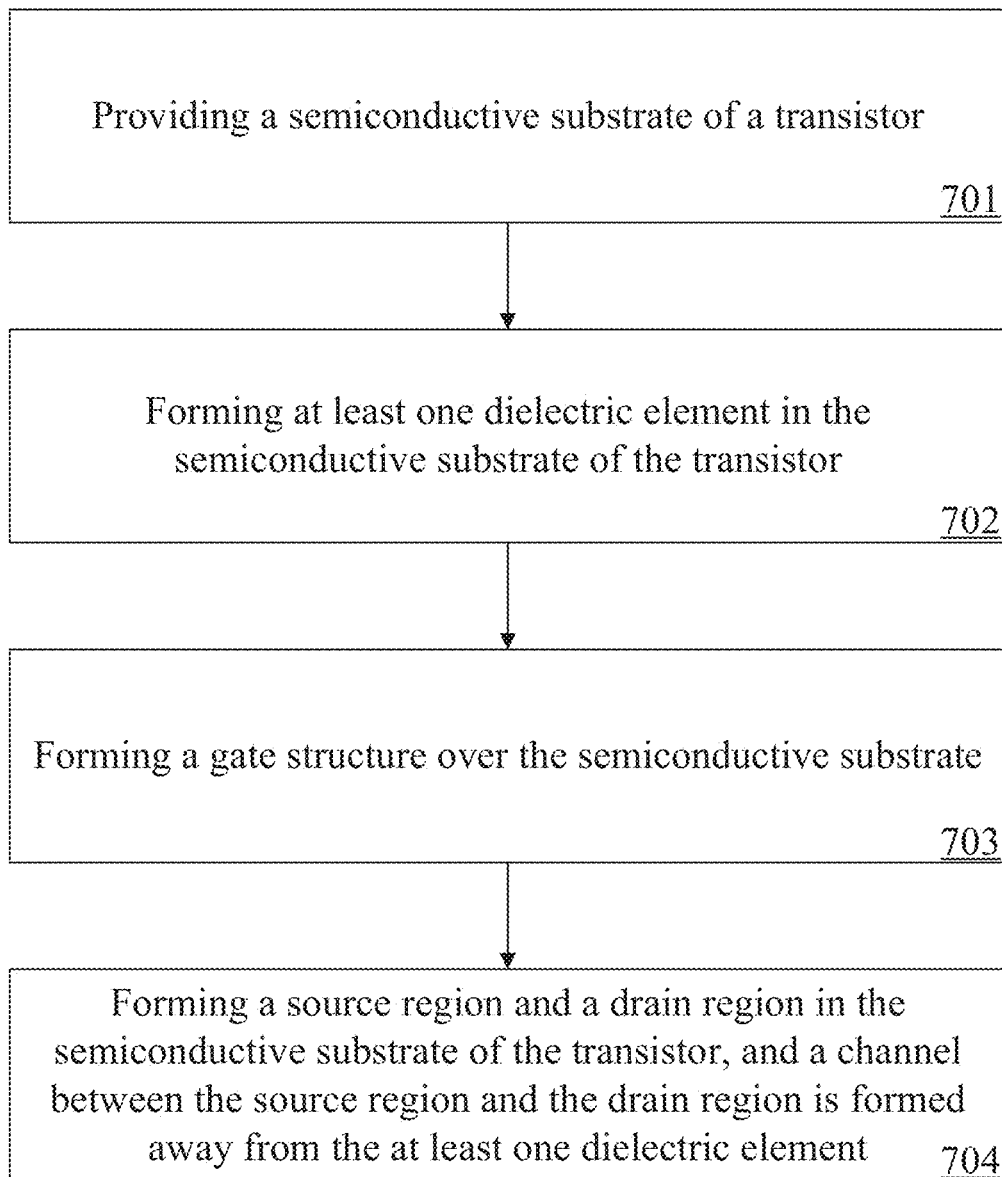 Providing a semiconductive substrate of a transistor
701
Forming at least one dielectric element in the
semiconductive substrate of the transistor
702
Forming a gate structure over the semiconductive substrate
703
Forming a source region and a drain region in the
semiconductive substrate of the transistor, and a channel
between the source region and the drain region is formed
away from the at least one dielectric element
704